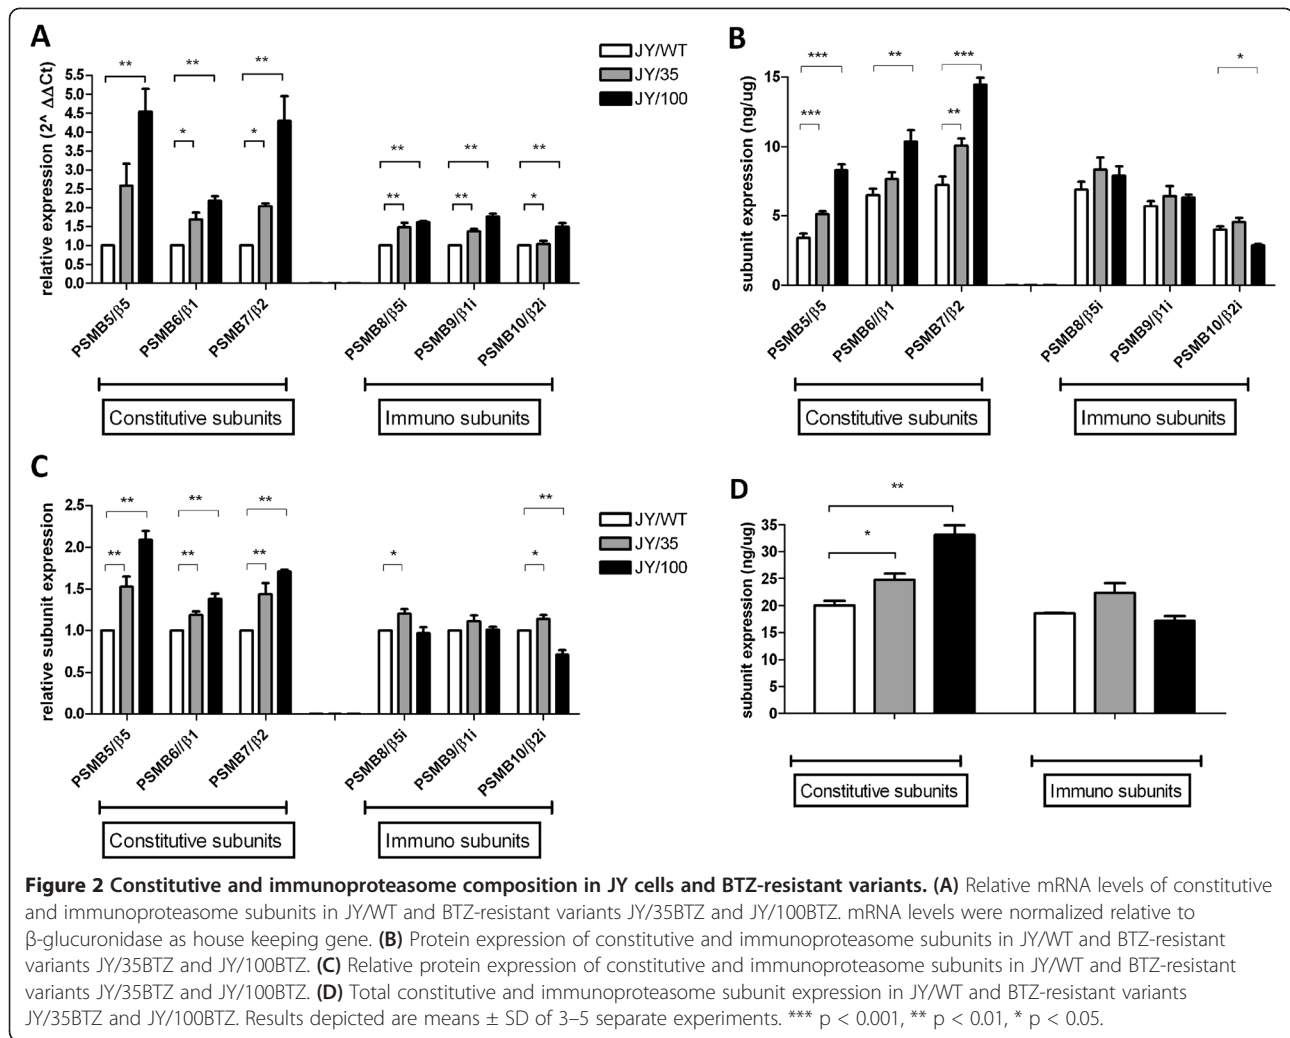 A
relative expression (2^ ΔΔCt)
5.5
5.0
4.5
4.0
3.5
3.0
2.5
2.0
1.5
1.0
0.5
0.0
** ** **
* *
** ** **
** ** *
PSMB5/β5
PSMB6/β1
PSMB7/β2
PSMB8/β5i
PSMB9/β1i
PSMB10/β2i
Constitutive subunits
Immuno subunits
JY/WT
JY/35
JY/100
B
subunit expression (ng/ug)
15
10
5
0
*** ** *** *
*** **
PSMB5/β5
PSMB6//β1
PSMB7/β2
PSMB8/β5i
PSMB9/β1i
PSMB10/β2i
Constitutive subunits
Immuno subunits
C
relative subunit expression
2.5
2.0
1.5
1.0
0.5
0.0
** ** ** **
** ** ** * *
PSMB5/β5
PSMB6//β1
PSMB7/β2
PSMB8/β5i
PSMB9/β1i
PSMB10/β2i
Constitutive subunits
Immuno subunits
JY/WT
JY/35
JY/100
D
subunit expression (ng/ug)
35
30
25
20
15
10
5
0
**
*
Constitutive subunits
Immuno subunits
Figure 2 Constitutive and immunoproteasome composition in JY cells and BTZ-resistant variants. (A) Relative mRNA levels of constitutive
and immunoproteasome subunits in JY/WT and BTZ-resistant variants JY/35BTZ and JY/100BTZ. mRNA levels were normalized relative to
β-glucuronidase as house keeping gene. (B) Protein expression of constitutive and immunoproteasome subunits in JY/WT and BTZ-resistant
variants JY/35BTZ and JY/100BTZ. (C) Relative protein expression of constitutive and immunoproteasome subunits in JY/WT and BTZ-resistant
variants JY/35BTZ and JY/100BTZ. (D) Total constitutive and immunoproteasome subunit expression in JY/WT and BTZ-resistant variants
JY/35BTZ and JY/100BTZ. Results depicted are means ± SD of 3–5 separate experiments. *** p < 0.001, ** p < 0.01, * p < 0.05.